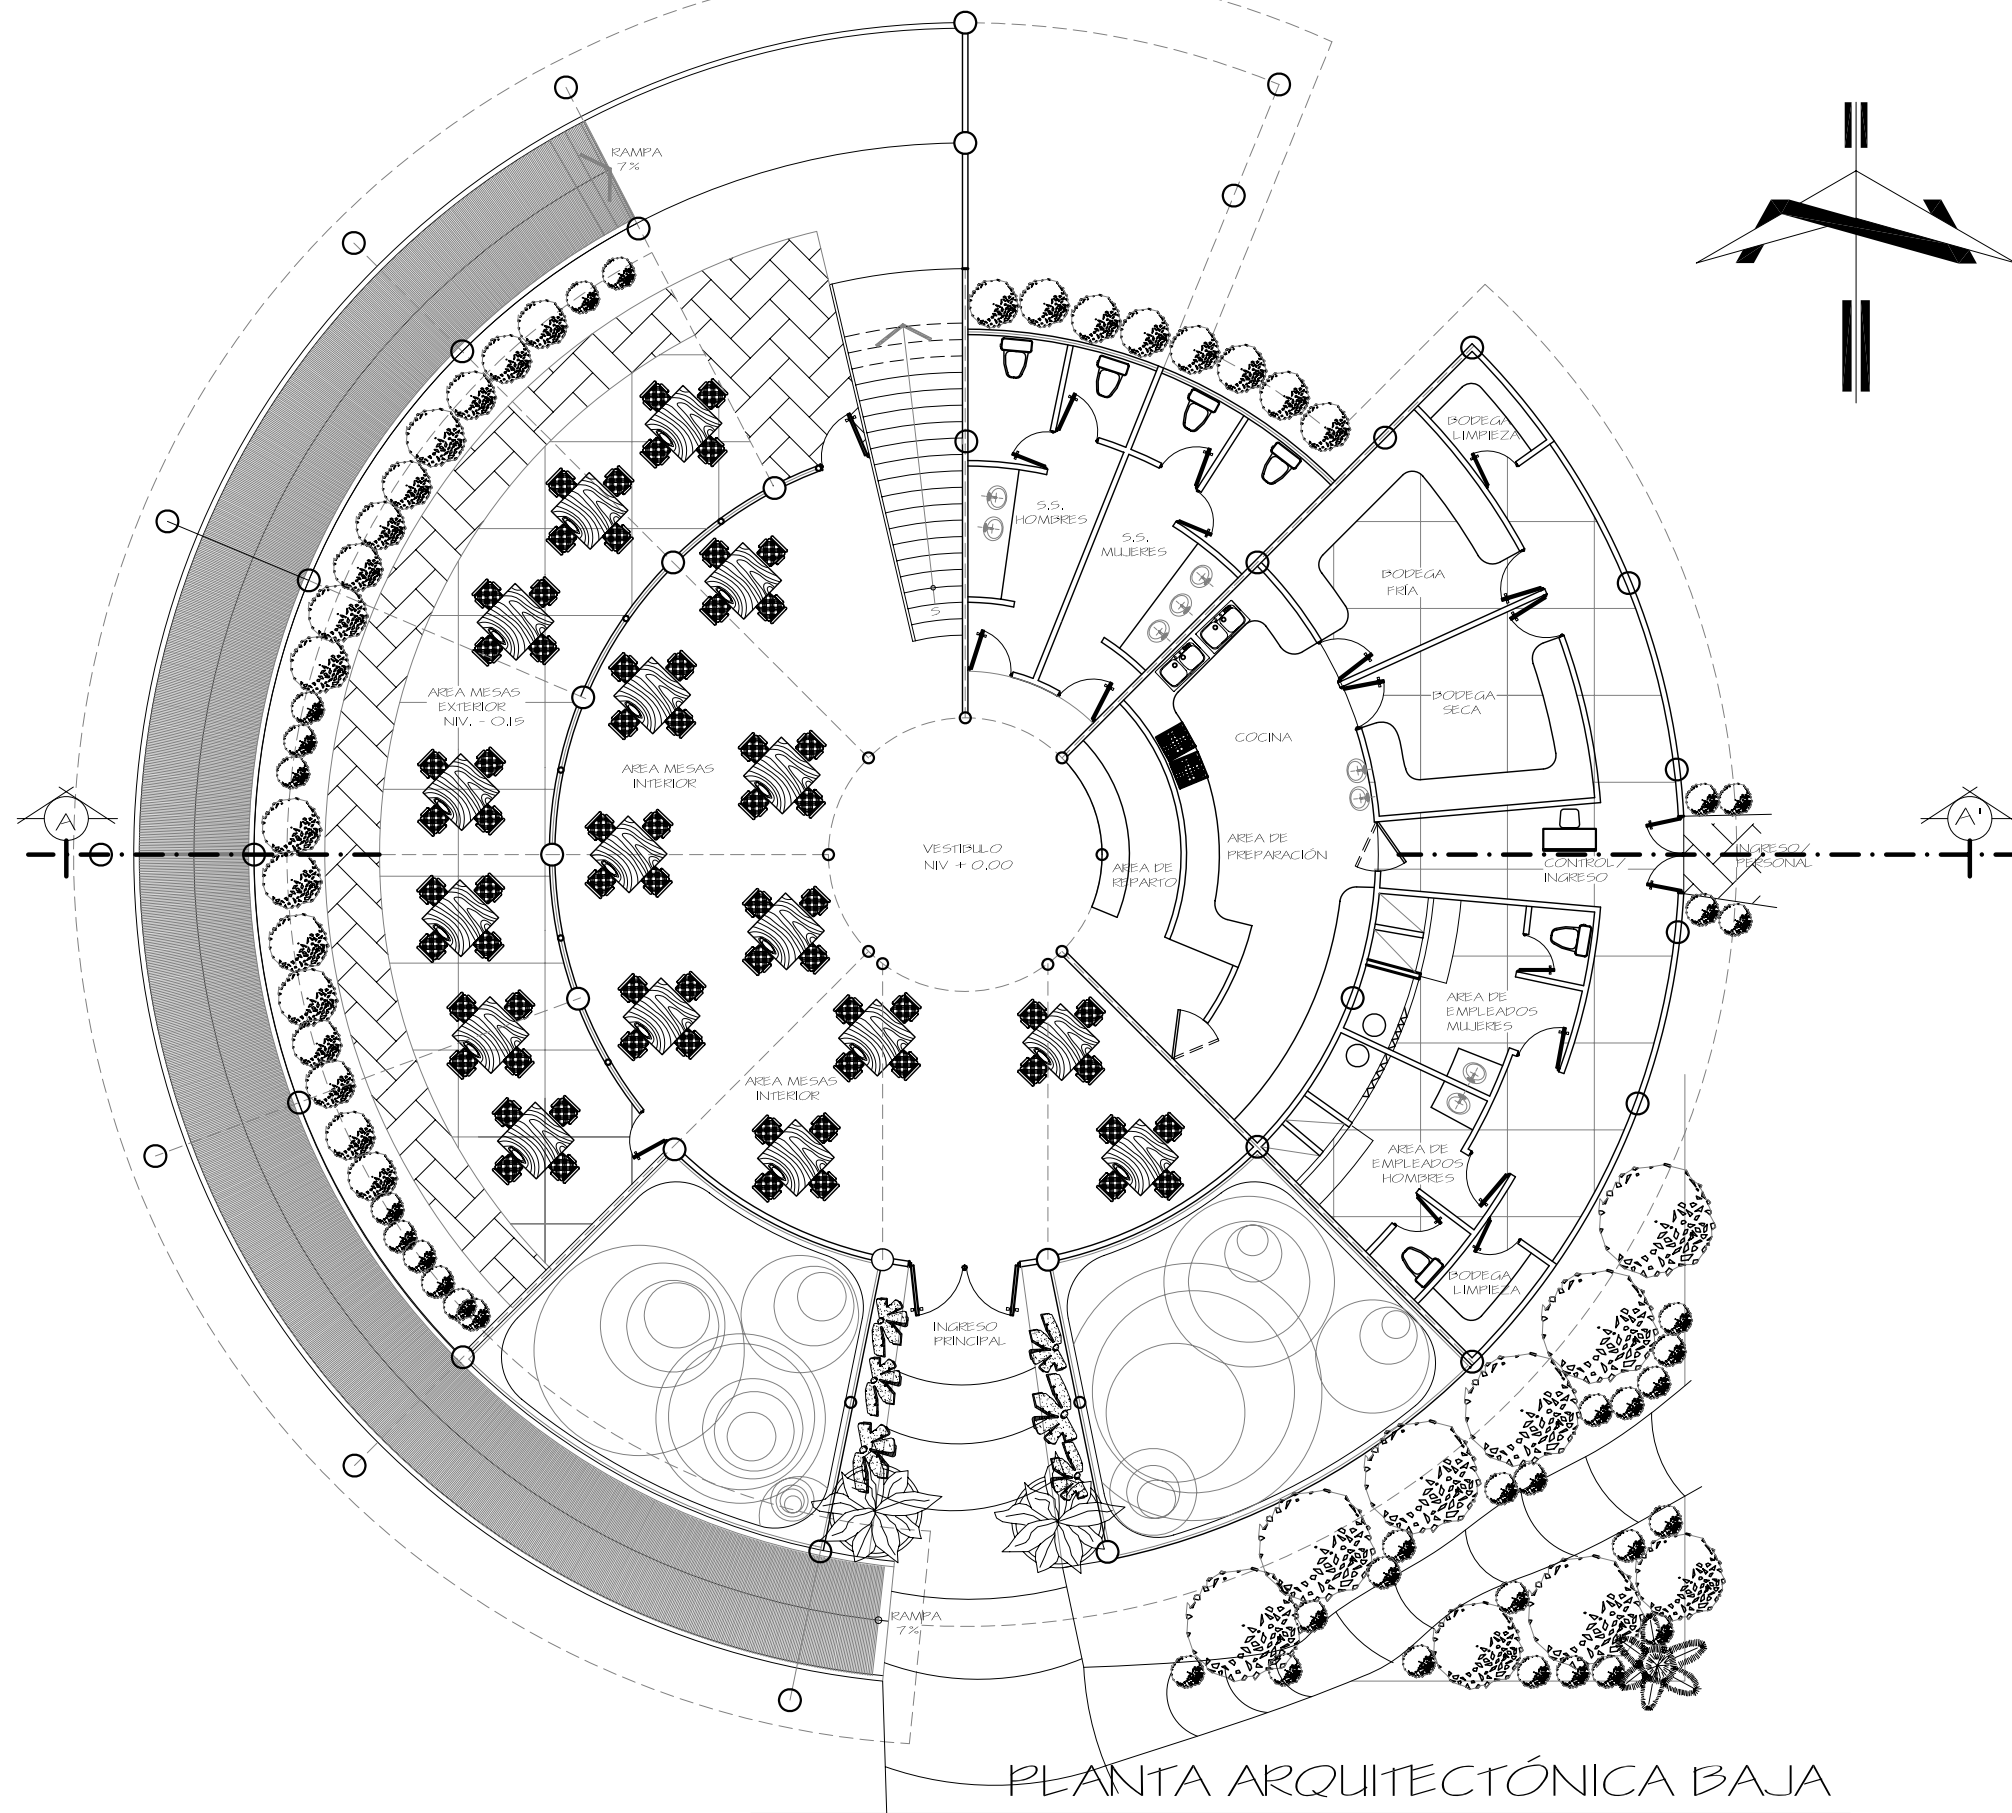 RAMPA
7%
BODEGA
LIMPIEZA
S.S.
HOMBRES
S.S.
MUJERES
BODEGA
FRÍA
S
AREA MESAS
EXTERIOR
NIV. - 0.15
BODEGA
SECA
COCINA
AREA MESAS
INTERIOR
A
A'
VESTIBULO
NIV + 0.00
AREA DE
PREPARACIÓN
AREA DE
REPARTO
CONTROL/
INGRESO
INGRESO/
PERSONAL
AREA DE
EMPLEADOS
MUJERES
AREA MESAS
INTERIOR
AREA DE
EMPLEADOS
HOMBRES
BODEGA
LIMPIEZA
INGRESO
PRINCIPAL
RAMPA
7%
PLANTA ARQUITECTÓNICA BAJA